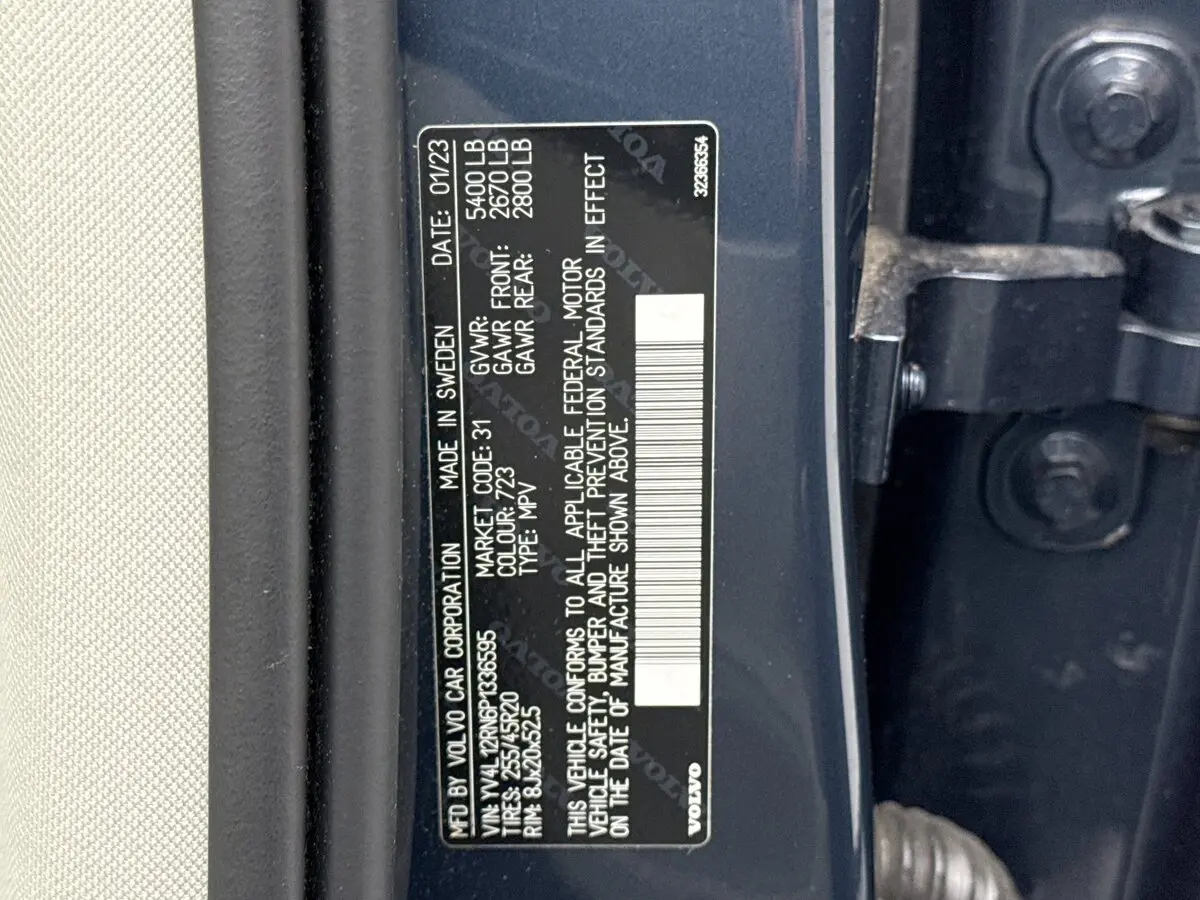 MFD BY VOLVO CAR CORPORATION MADE IN SWEDEN DATE: 01/23
VIN: YV4L12RN6P1336595 MARKET CODE: 31 GVWR: 5400 LB
TIRES: 255/45R20 COLOUR: 723 GAWR FRONT: 2670 LB
RIM: 8Jx20x52.5 TYPE: MPV GAWR REAR: 2800 LB
THIS VEHICLE CONFORMS TO ALL APPLICABLE FEDERAL MOTOR
VEHICLE SAFETY, BUMPER AND THEFT PREVENTION STANDARDS IN EFFECT
ON THE DATE OF MANUFACTURE SHOWN ABOVE.
VOLVO 32366354